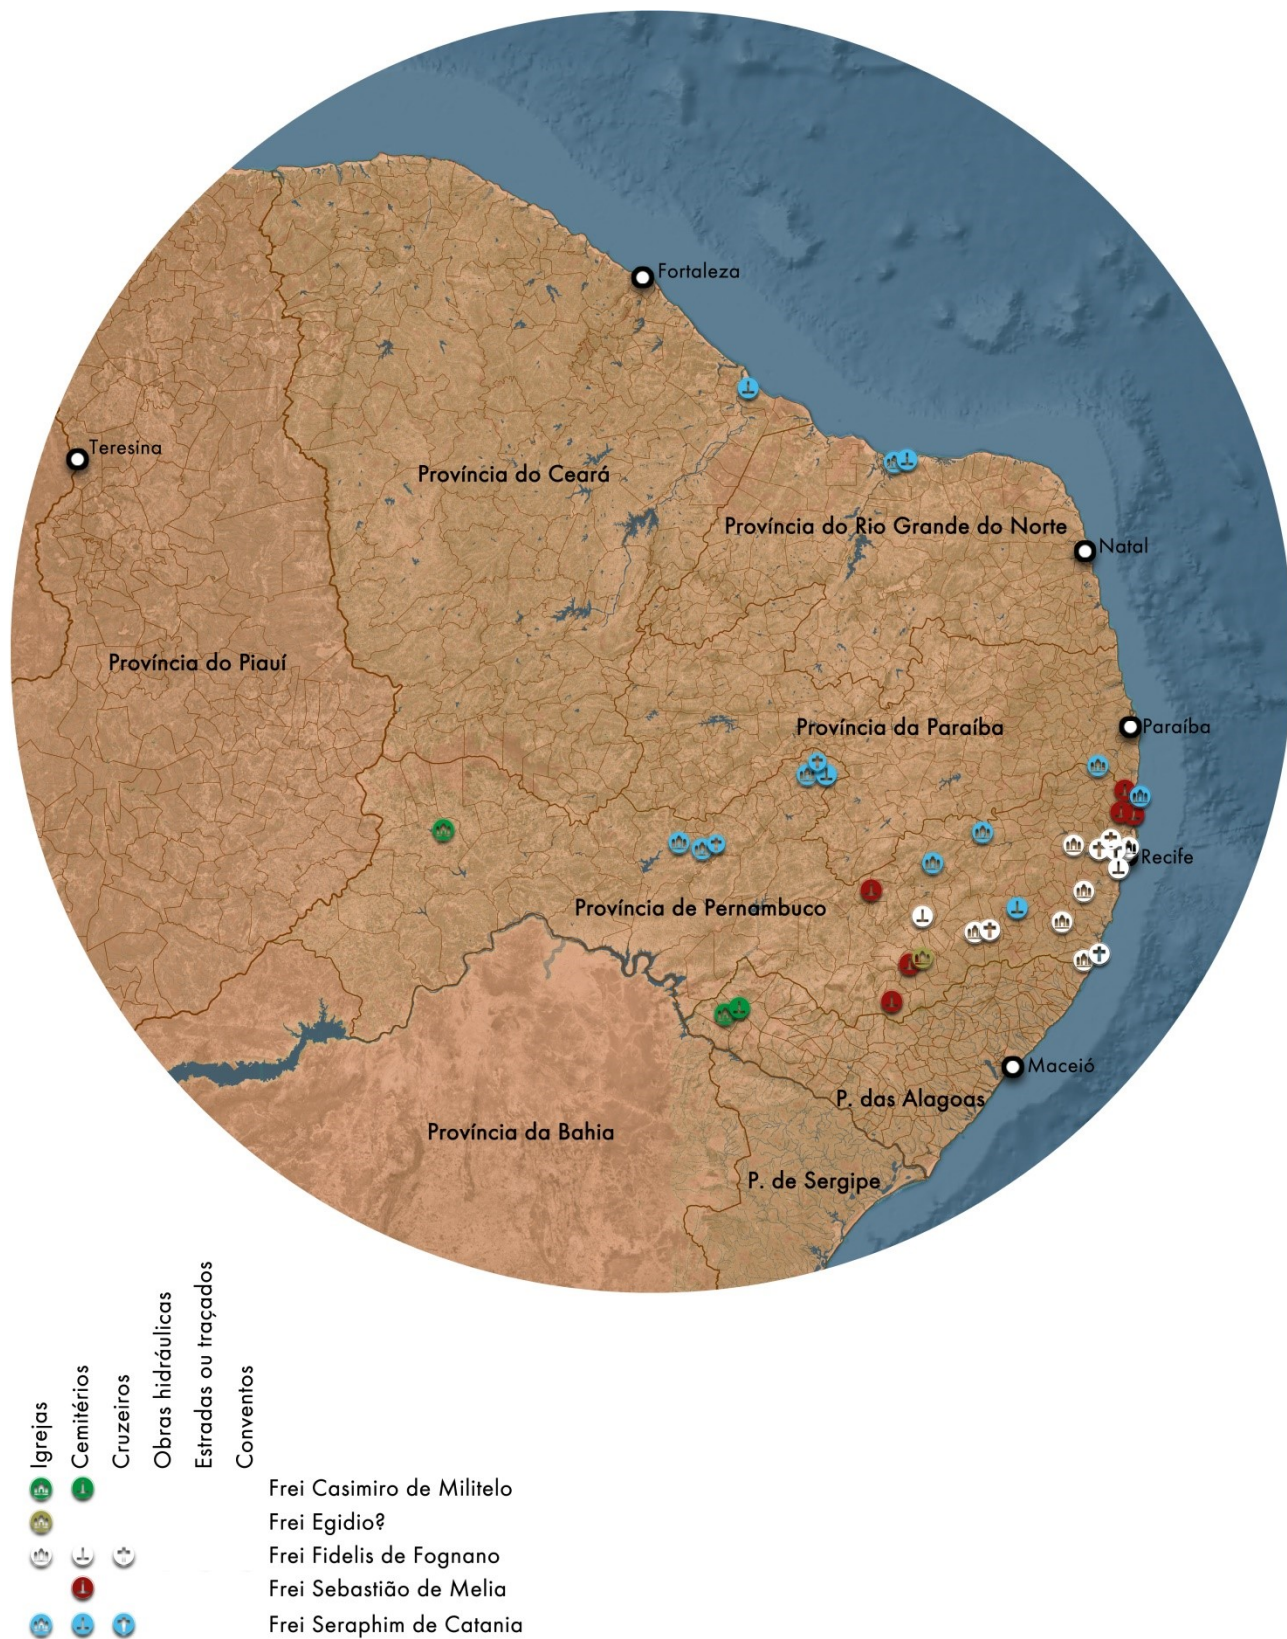 Fortaleza
Teresina
Província do Ceará
Província do Rio Grande do Norte
Natal
Província do Piauí
Província da Paraíba
Paraíba
Recife
Província de Pernambuco
Maceió
P. das Alagoas
Província da Bahia
P. de Sergipe
Igrejas
Cemitérios
Cruzeiros
Obras hidráulicas
Estradas ou traçados
Conventos
Frei Casimiro de Militelo
Frei Egidio?
Frei Fidelis de Fognano
Frei Sebastião de Melia
Frei Seraphim de Catania